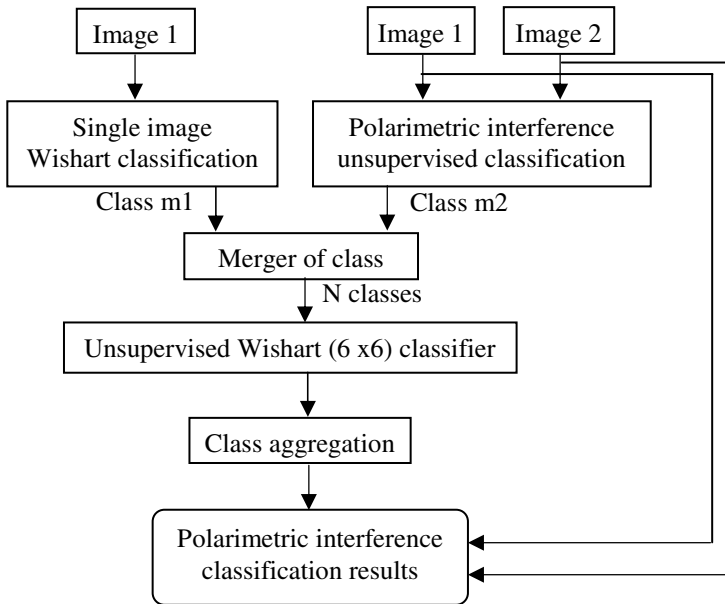 Image 1
Image 1
Image 2
Single image
Wishart classification
Polarimetric interference
unsupervised classification
Class m1
Class m2
Merger of class
N classes
Unsupervised Wishart (6 x6) classifier
Class aggregation
Polarimetric interference
classification results